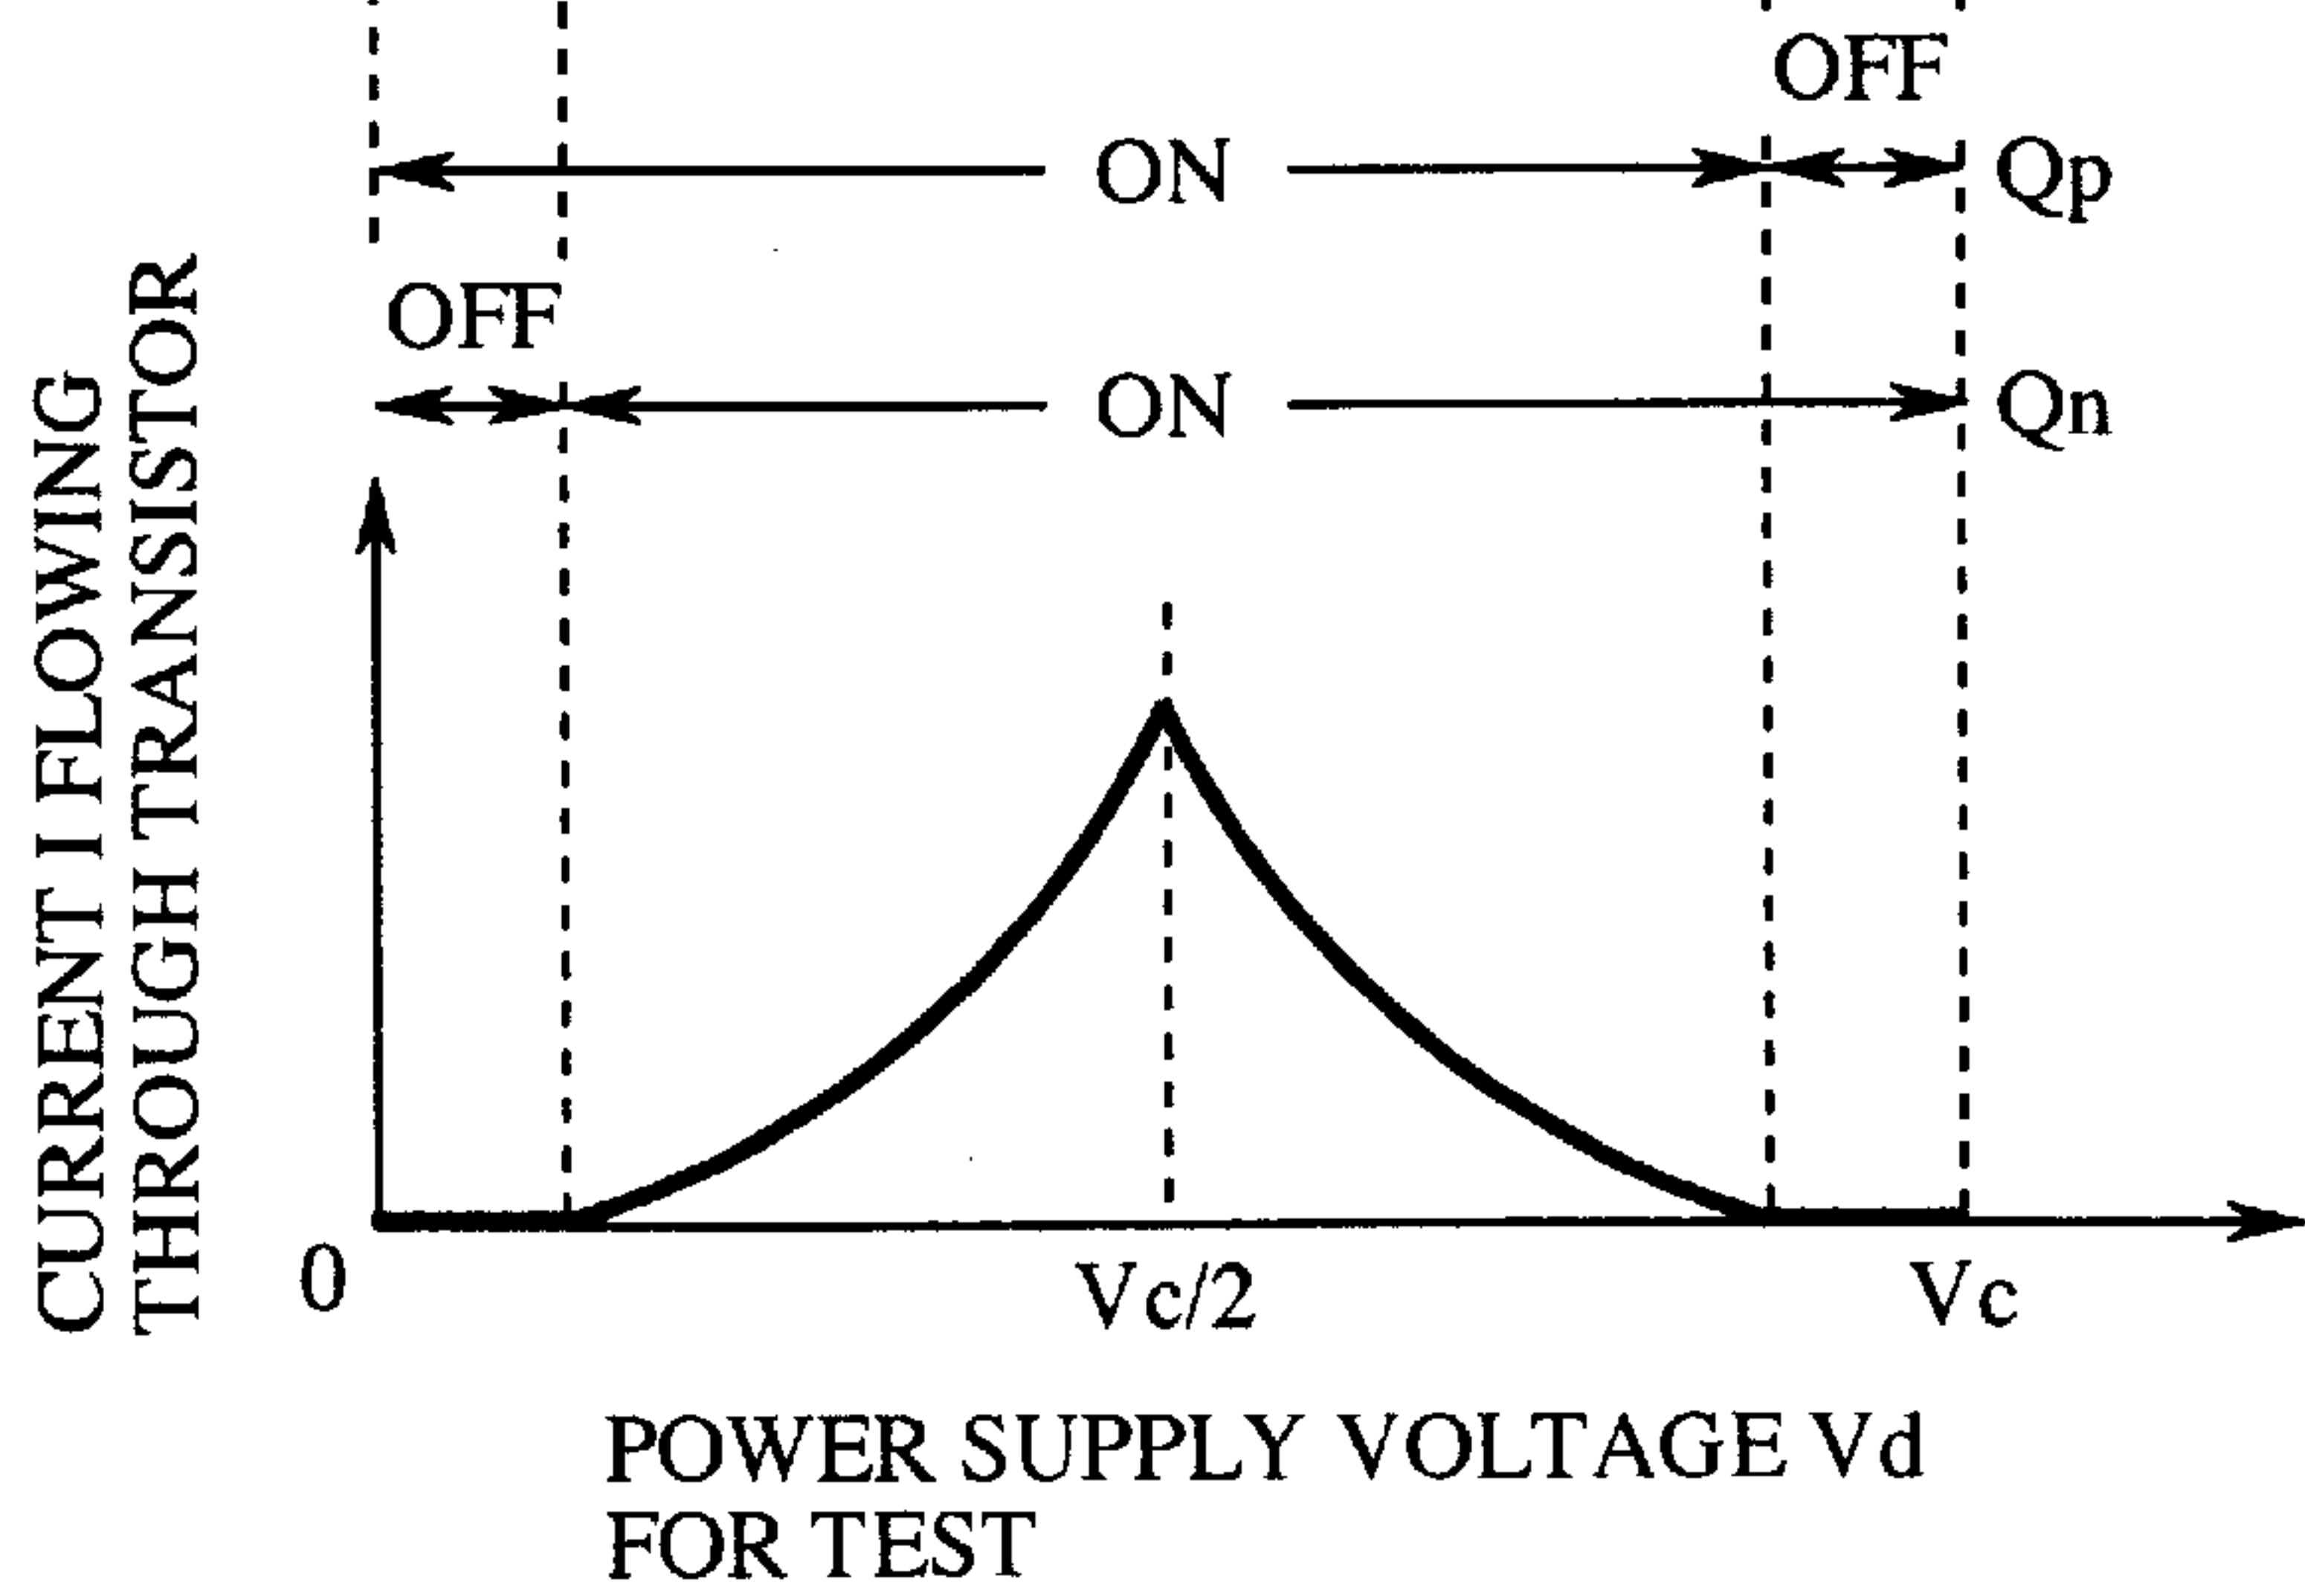 OFF
ON
Qp
OFF
ON
Qn
CURRENT I FLOWING
THROUGH TRANSISTOR
0
Vc/2
Vc
POWER SUPPLY VOLTAGE Vd
FOR TEST